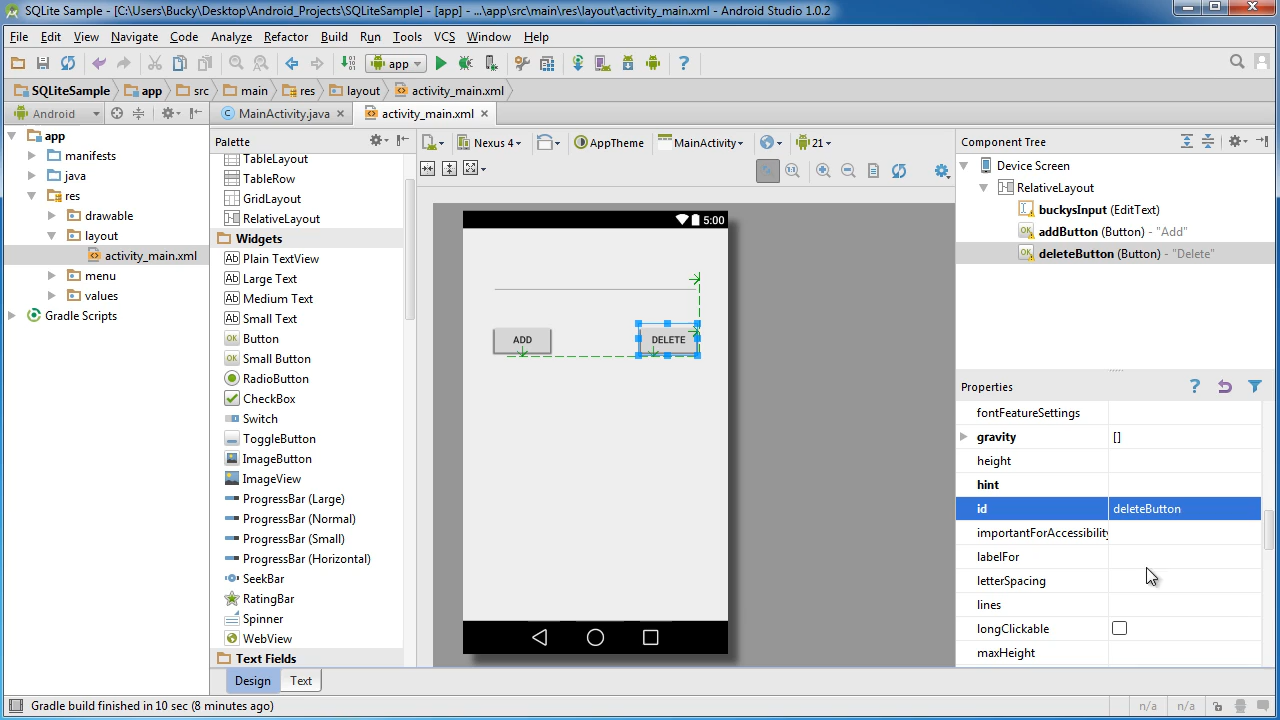 SQLite Sample - [C:\Users\Bucky\Desktop\Android_Projects\SQLiteSample] - [app] - ...\app\src\main\res\layout\activity_main.xml - Android Studio 1.0.2
File Edit View Navigate Code Analyze Refactor Build Run Tools VCS Window Help
app
SQLiteSample app src main res layout activity_main.xml
Android
MainActivity.java
activity_main.xml
app
manifests
java
res
drawable
layout
activity_main.xml
menu
values
Gradle Scripts
Palette
TableLayout
TableRow
GridLayout
RelativeLayout
Widgets
Plain TextView
Large Text
Medium Text
Small Text
Button
Small Button
RadioButton
CheckBox
Switch
ToggleButton
ImageButton
ImageView
ProgressBar (Large)
ProgressBar (Normal)
ProgressBar (Small)
ProgressBar (Horizontal)
SeekBar
RatingBar
Spinner
WebView
Text Fields
Nexus 4 AppTheme MainActivity 21
5:00
ADD DELETE
Design Text
Component Tree
Device Screen
RelativeLayout
buckysInput (EditText)
addButton (Button) - "Add"
deleteButton (Button) - "Delete"
Properties
fontFeatureSettings
gravity []
height
hint
id deleteButton
importantForAccessibility
labelFor
letterSpacing
lines
longClickable
maxHeight
Gradle build finished in 10 sec (8 minutes ago)
n/a n/a